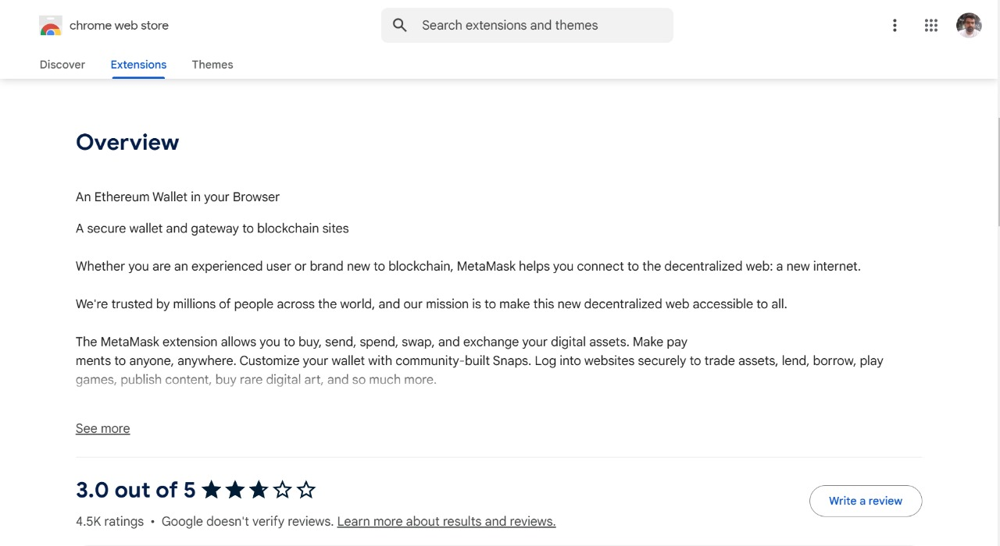 chrome web store
Search extensions and themes
Discover
Extensions
Themes
Overview
An Ethereum Wallet in your Browser
A secure wallet and gateway to blockchain sites
Whether you are an experienced user or brand new to blockchain, MetaMask helps you connect to the decentralized web: a new internet.
We're trusted by millions of people across the world, and our mission is to make this new decentralized web accessible to all.
The MetaMask extension allows you to buy, send, spend, swap, and exchange your digital assets. Make pay
ments to anyone, anywhere. Customize your wallet with community-built Snaps. Log into websites securely to trade assets, lend, borrow, play
games, publish content, buy rare digital art, and so much more.
See more
3.0 out of 5
Write a review
4.5K ratings • Google doesn't verify reviews. Learn more about results and reviews.